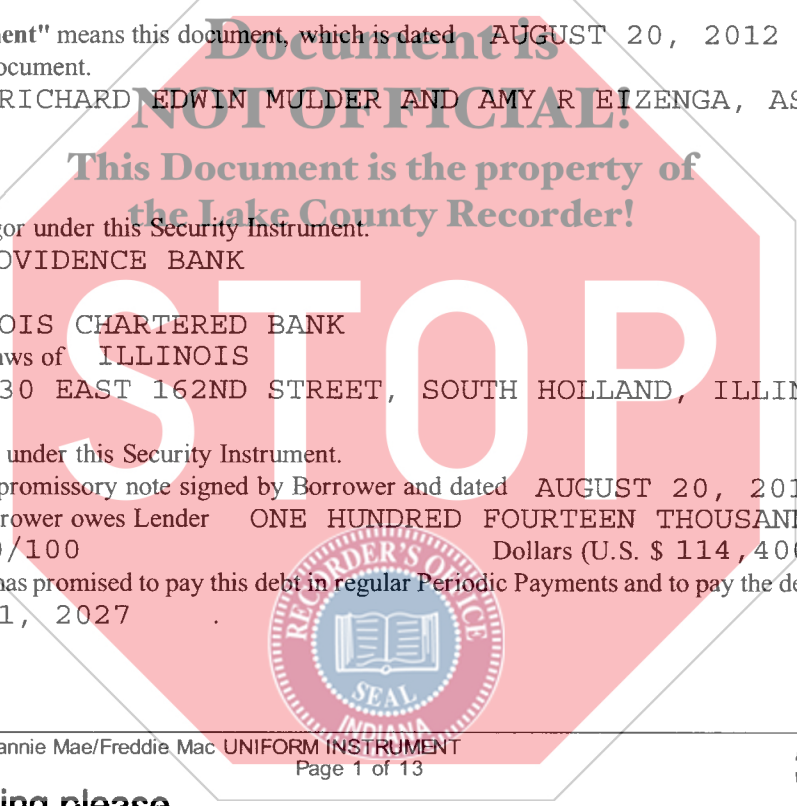 ent" means this document, which is dated AUGUST 20, 2012
Document is
ocument.
RICHARD EDWIN MULDER AND AMY R EIZENGA, AS
NOT OFFICIAL!
This Document is the property of
the Lake County Recorder!
gor under this Security Instrument.
OVIDENCE BANK
STOP
OIS CHARTERED BANK
aws of ILLINOIS
30 EAST 162ND STREET, SOUTH HOLLAND, ILLIN
under this Security Instrument.
promissory note signed by Borrower and dated AUGUST 20, 201
rower owes Lender ONE HUNDRED FOURTEEN THOUSAN
/100 Dollars (U.S. $ 114,40
has promised to pay this debt in regular Periodic Payments and to pay the de
1, 2027 .
RECORDER'S OFFICE
SEAL
INDIANA
annie Mae/Freddie Mac UNIFORM INSTRUMENT
Page 1 of 13
ing please